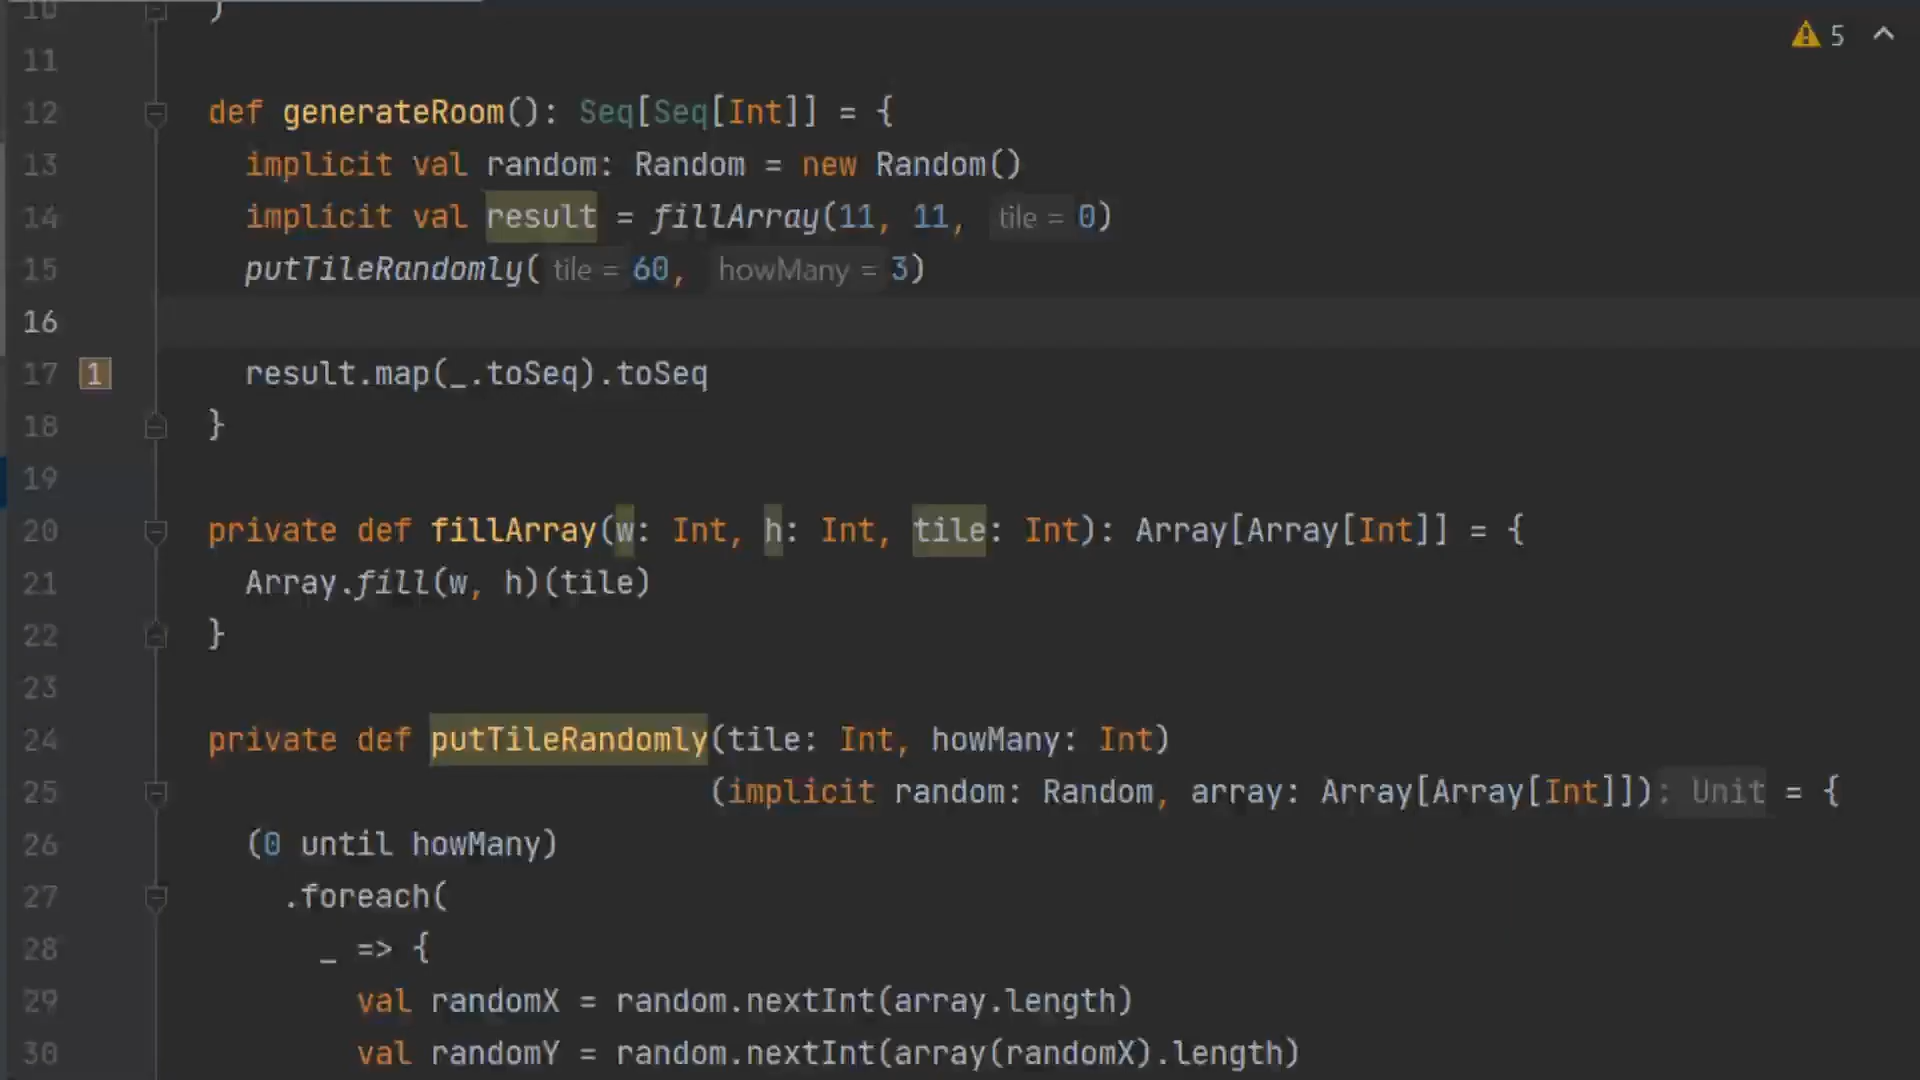 10 }
5
11
12 def generateRoom(): Seq[Seq[Int]] = {
13 implicit val random: Random = new Random()
14 implicit val result = fillArray(11, 11, tile = 0)
15 putTileRandomly( tile = 60, howMany = 3)
16
17 1 result.map(_.toSeq).toSeq
18 }
19
20 private def fillArray(w: Int, h: Int, tile: Int): Array[Array[Int]] = {
21 Array.fill(w, h)(tile)
22 }
23
24 private def putTileRandomly(tile: Int, howMany: Int)
25 (implicit random: Random, array: Array[Array[Int]]): Unit = {
26 (0 until howMany)
27 .foreach(
28 _ => {
29 val randomX = random.nextInt(array.length)
30 val randomY = random.nextInt(array(randomX).length)